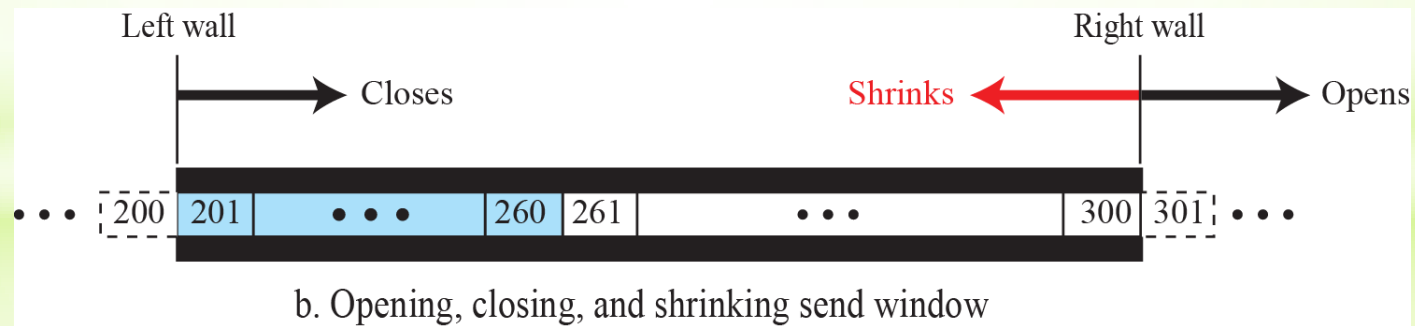 Left wall Right wall
Closes Shrinks Opens
••• 200 201 ••• 260 261 ••• 300 301 •••
b. Opening, closing, and shrinking send window